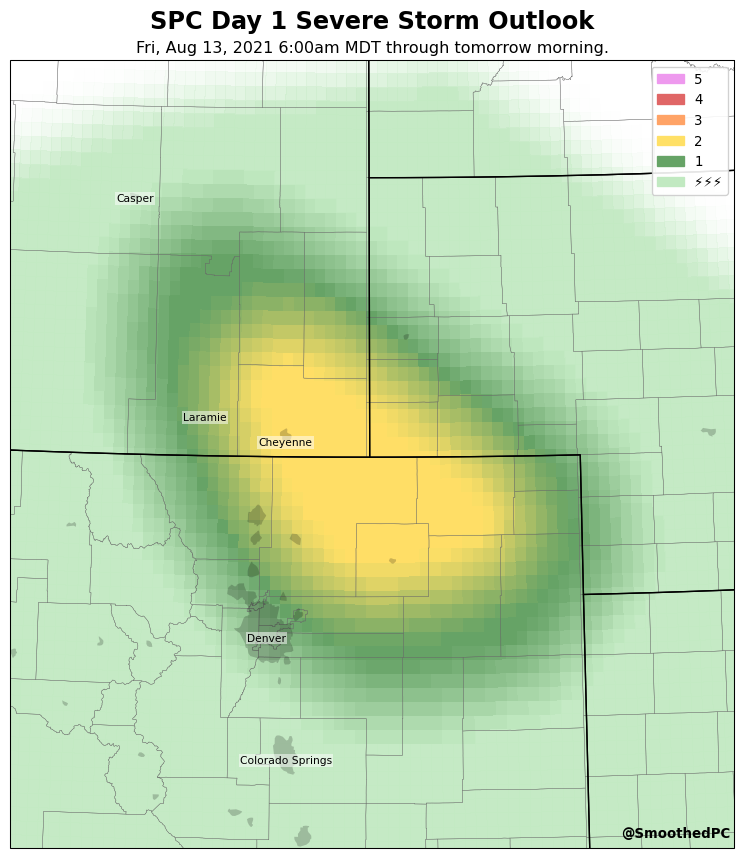 SPC Day 1 Severe Storm Outlook
Fri, Aug 13, 2021 6:00am MDT through tomorrow morning.
5
4
3
2
1
⚡⚡⚡
Casper
Laramie
Cheyenne
Denver
Colorado Springs
@SmoothedPC